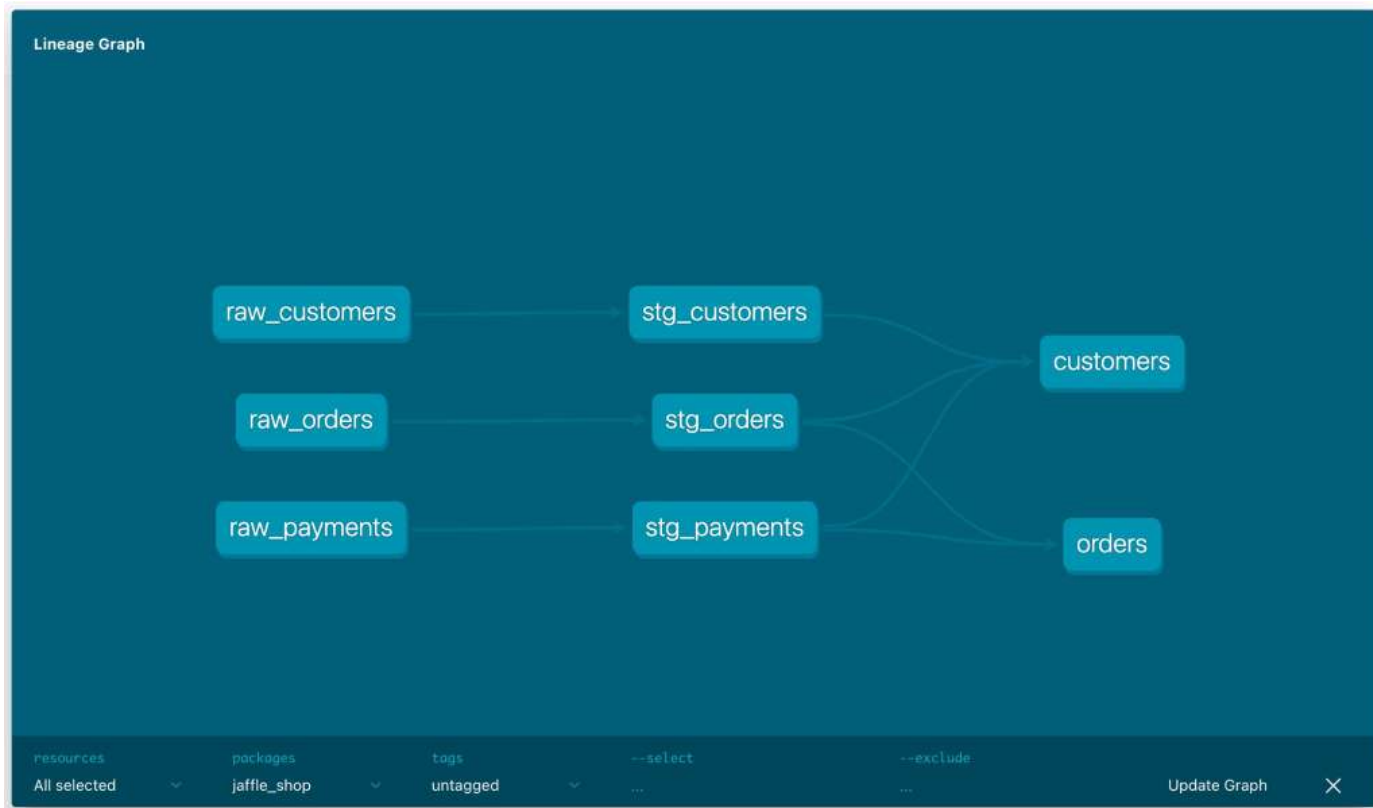 Lineage Graph
raw_customers
stg_customers
customers
raw_orders
stg_orders
raw_payments
stg_payments
orders
resources
packages
tags
--select
--exclude
All selected
jaffle_shop
untagged
...
...
Update Graph